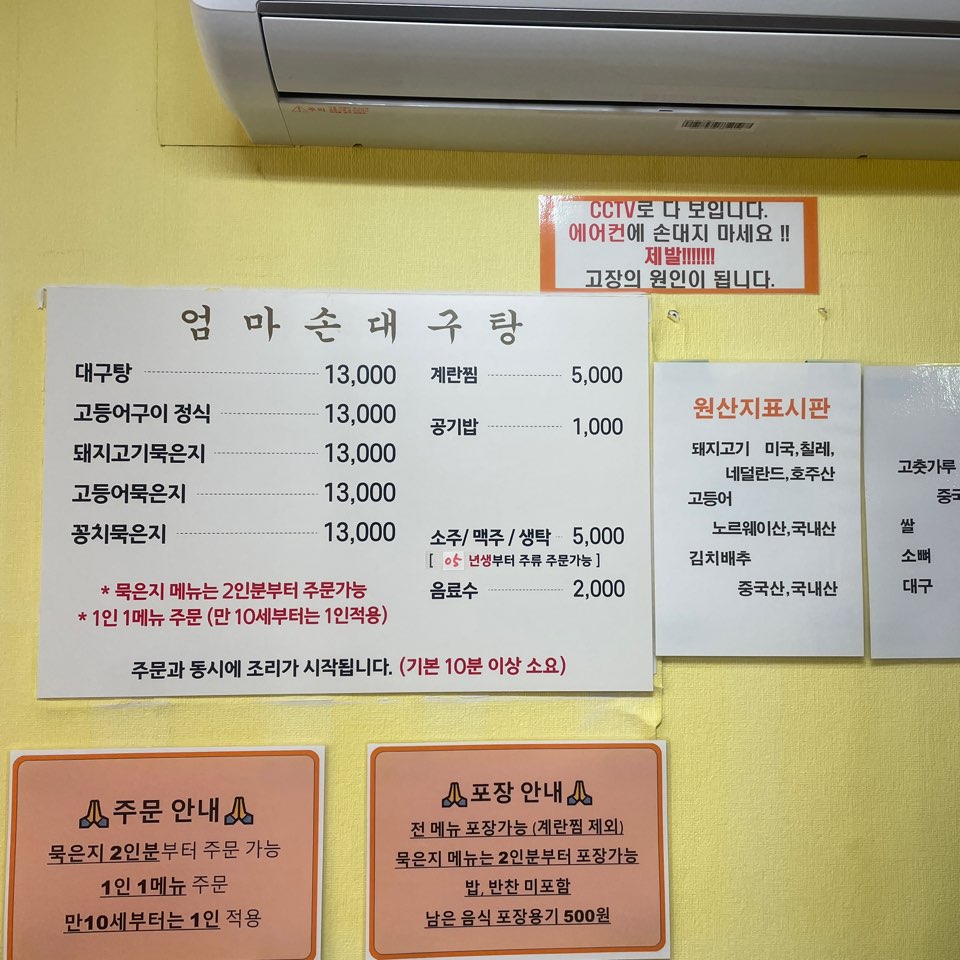 CCTV로 다 보입니다.
에어컨에 손대지 마세요 !!
제발!!!!!!!
고장의 원인이 됩니다.
엄마손대구탕
대구탕 13,000
고등어구이 정식 13,000
돼지고기묵은지 13,000
고등어묵은지 13,000
꽁치묵은지 13,000
계란찜 5,000
공기밥 1,000
소주/ 맥주 / 생탁 5,000
[ 05 년생부터 주류 주문가능 ]
음료수 2,000
* 묵은지 메뉴는 2인분부터 주문가능
* 1인 1메뉴 주문 (만 10세부터는 1인적용)
주문과 동시에 조리가 시작됩니다. (기본 10분 이상 소요)
원산지표시판
돼지고기 미국,칠레,
네덜란드,호주산
고등어
노르웨이산,국내산
김치배추
중국산,국내산
고춧가루
쌀
소뼈
대구
🙏주문 안내🙏
묵은지 2인분부터 주문 가능
1인 1메뉴 주문
만10세부터는 1인 적용
🙏포장 안내🙏
전 메뉴 포장가능 (계란찜 제외)
묵은지 메뉴는 2인분부터 포장가능
밥, 반찬 미포함
남은 음식 포장용기 500원